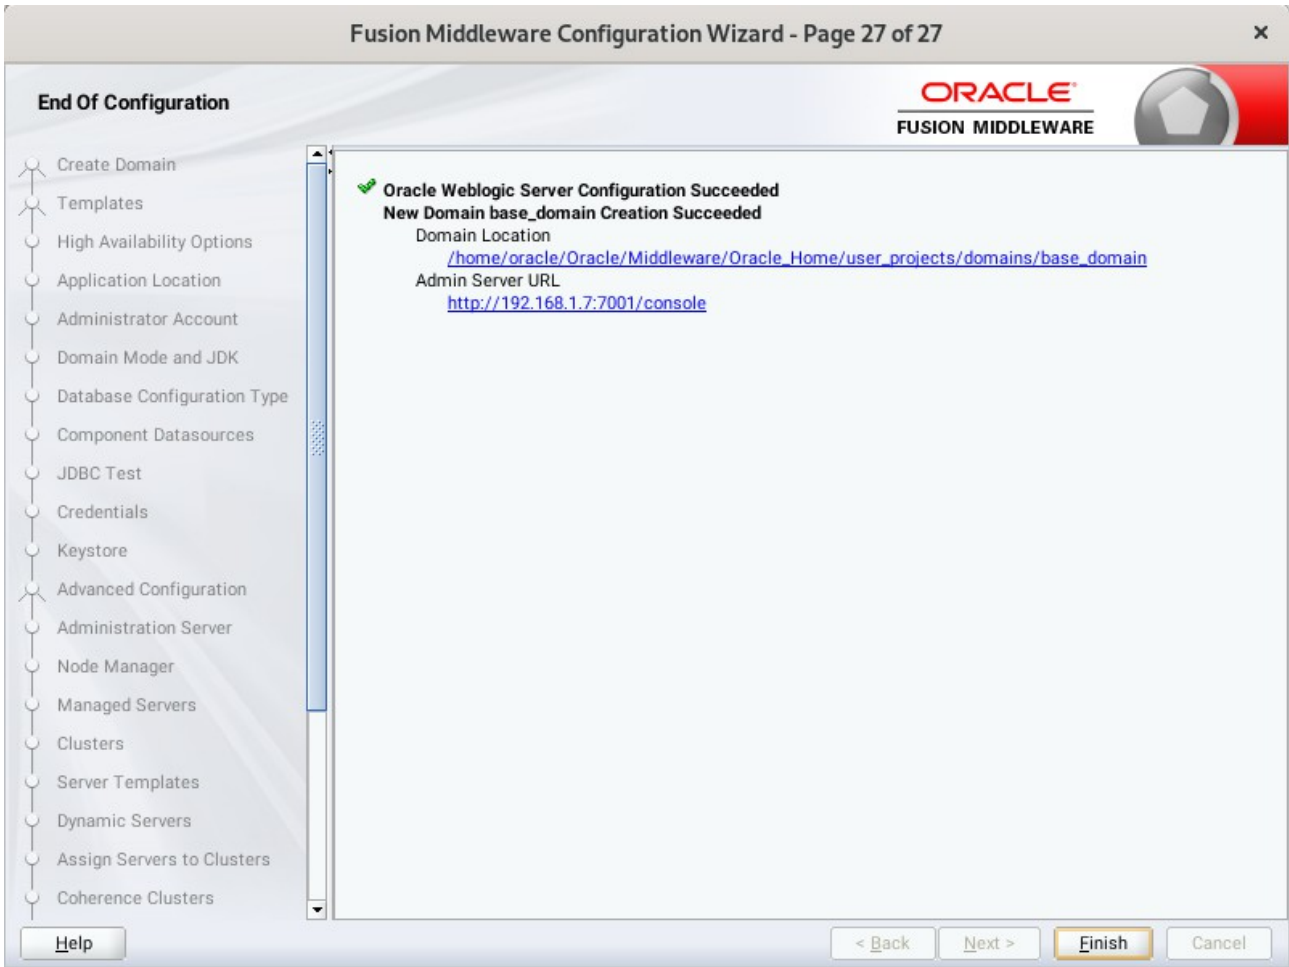 Fusion Middleware Configuration Wizard - Page 27 of 27
×
End Of Configuration
ORACLE
FUSION MIDDLEWARE
Create Domain
Templates
High Availability Options
Application Location
Administrator Account
Domain Mode and JDK
Database Configuration Type
Component Datasources
JDBC Test
Credentials
Keystore
Advanced Configuration
Administration Server
Node Manager
Managed Servers
Clusters
Server Templates
Dynamic Servers
Assign Servers to Clusters
Coherence Clusters
Oracle Weblogic Server Configuration Succeeded
New Domain base_domain Creation Succeeded
Domain Location
/home/oracle/Oracle/Middleware/Oracle_Home/user_projects/domains/base_domain
Admin Server URL
http://192.168.1.7:7001/console
Help
< Back
Next >
Finish
Cancel